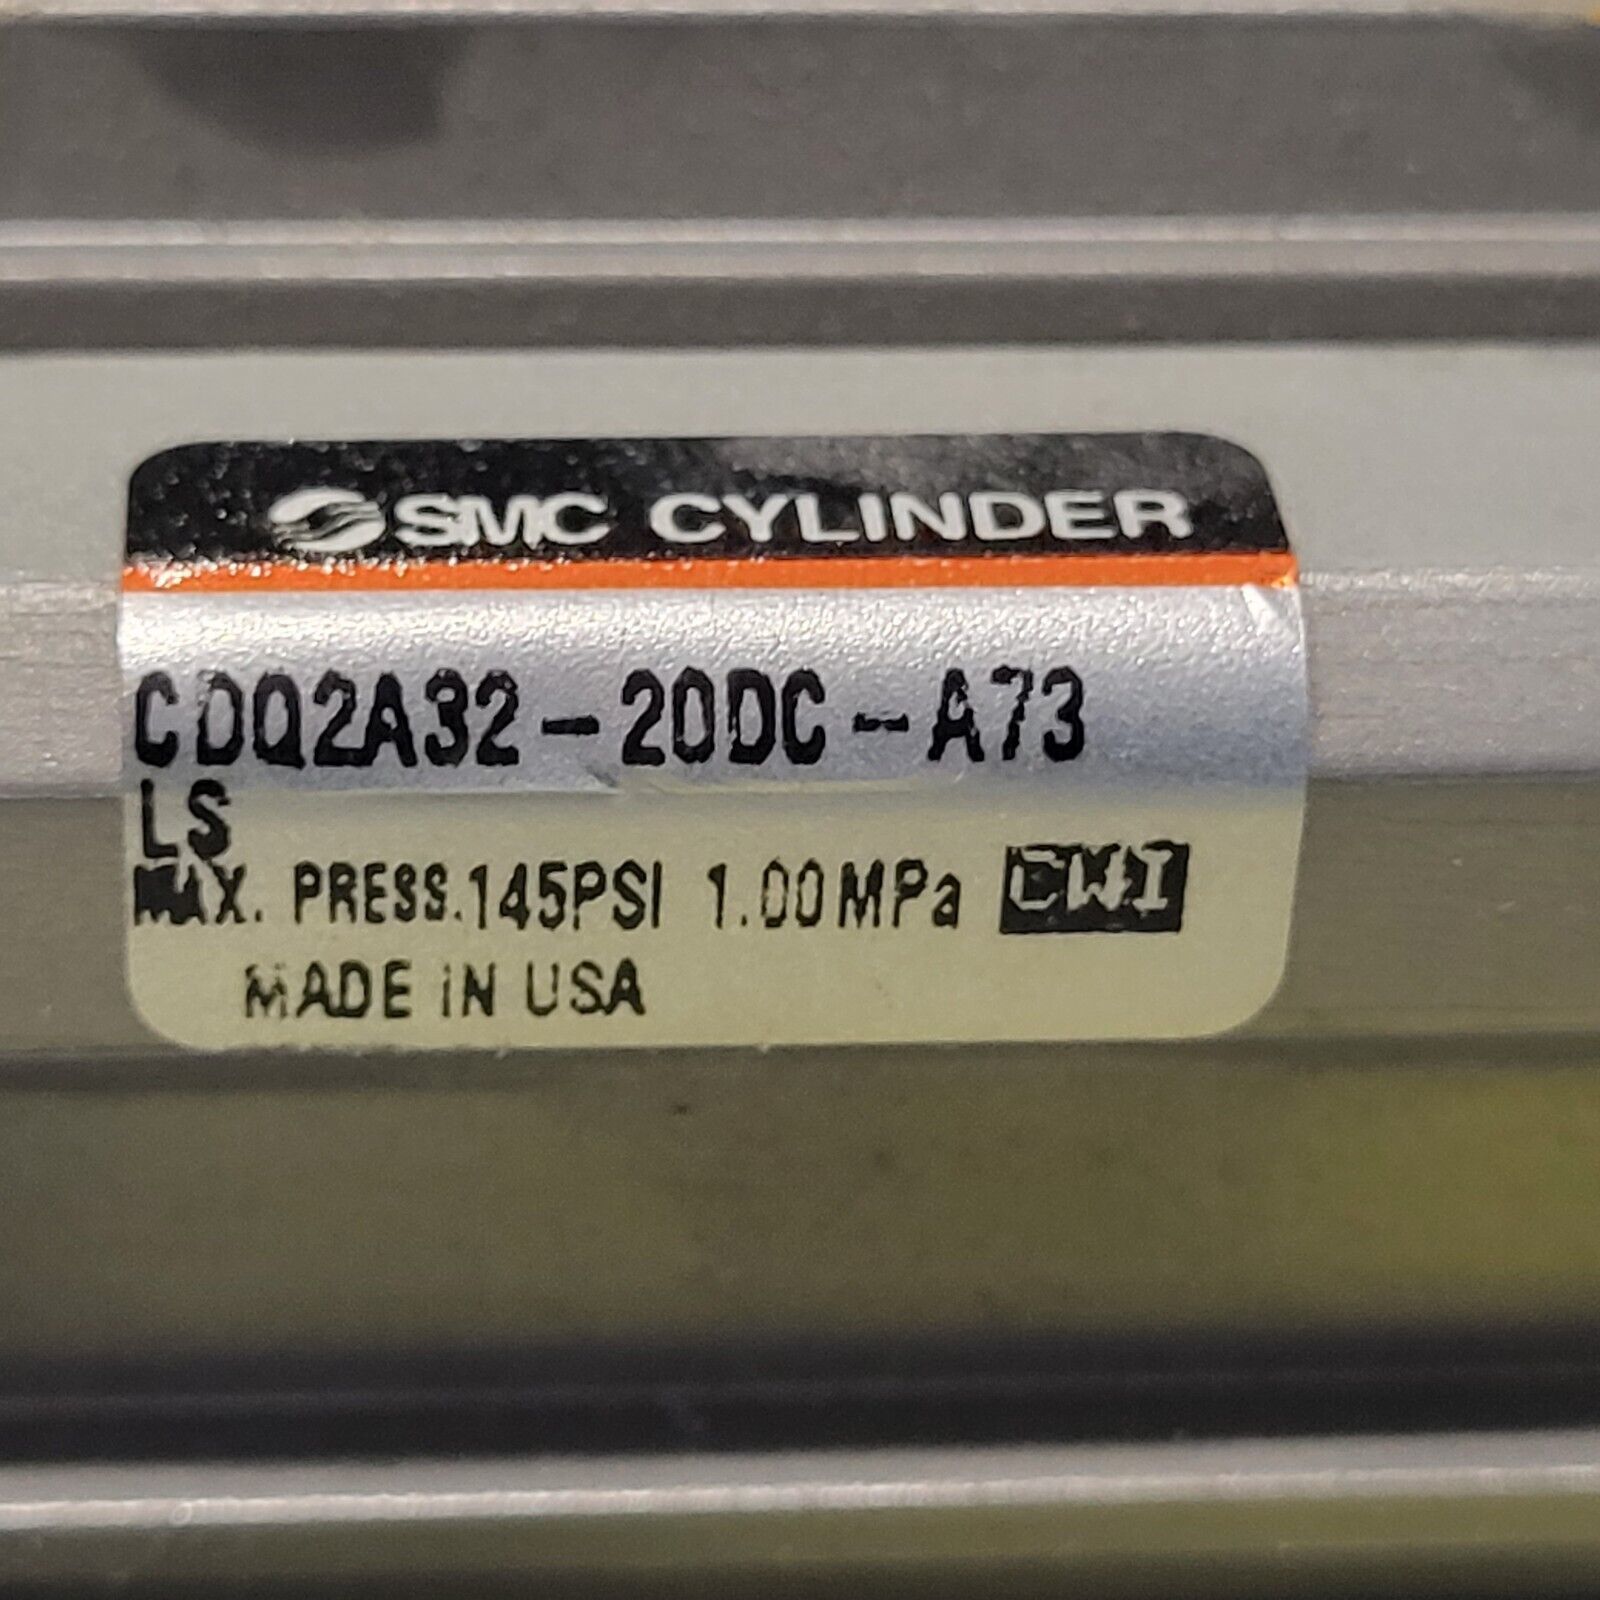 SMC CYLINDER
CDQ2A32-20DC-A73
LS
MAX. PRESS.145PSI 1.00MPa CWI
MADE IN USA